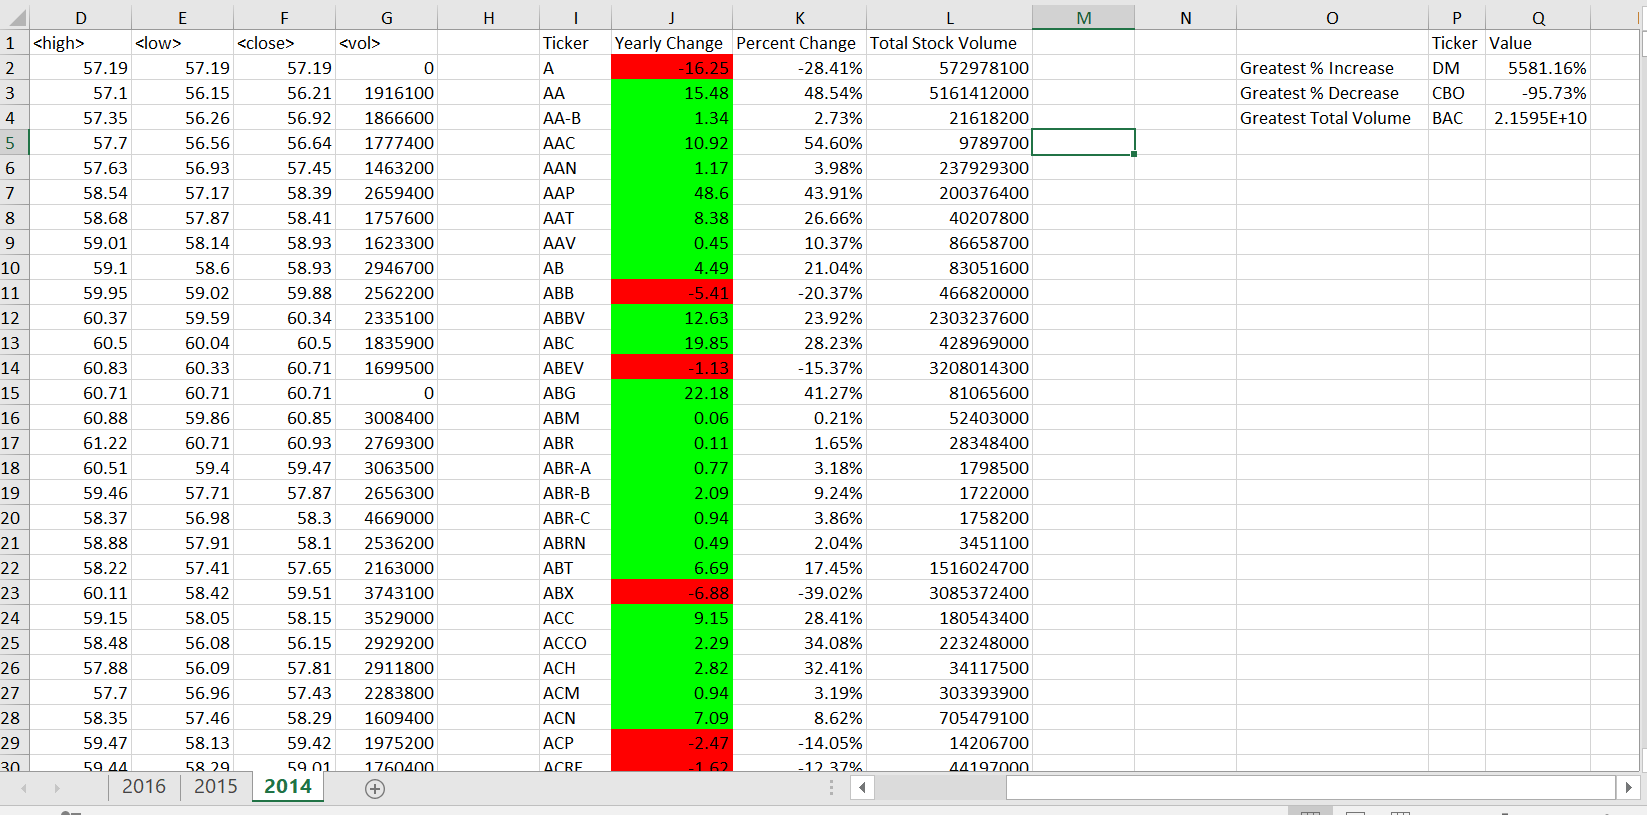 D E F G H I J K L M N O P Q
1 <high> <low> <close> <vol> Ticker Yearly Change Percent Change Total Stock Volume Ticker Value
2 57.19 57.19 57.19 0 A -16.25 -28.41% 572978100 Greatest % Increase DM 5581.16%
3 57.1 56.15 56.21 1916100 AA 15.48 48.54% 5161412000 Greatest % Decrease CBO -95.73%
4 57.35 56.26 56.92 1866600 AA-B 1.34 2.73% 21618200 Greatest Total Volume BAC 2.1595E+10
5 57.7 56.56 56.64 1777400 AAC 10.92 54.60% 9789700
6 57.63 56.93 57.45 1463200 AAN 1.17 3.98% 237929300
7 58.54 57.17 58.39 2659400 AAP 48.6 43.91% 200376400
8 58.68 57.87 58.41 1757600 AAT 8.38 26.66% 40207800
9 59.01 58.14 58.93 1623300 AAV 0.45 10.37% 86658700
10 59.1 58.6 58.93 2946700 AB 4.49 21.04% 83051600
11 59.95 59.02 59.88 2562200 ABB -5.41 -20.37% 466820000
12 60.37 59.59 60.34 2335100 ABBV 12.63 23.92% 2303237600
13 60.5 60.04 60.5 1835900 ABC 19.85 28.23% 428969000
14 60.83 60.33 60.71 1699500 ABEV -1.13 -15.37% 3208014300
15 60.71 60.71 60.71 0 ABG 22.18 41.27% 81065600
16 60.88 59.86 60.85 3008400 ABM 0.06 0.21% 52403000
17 61.22 60.71 60.93 2769300 ABR 0.11 1.65% 28348400
18 60.51 59.4 59.47 3063500 ABR-A 0.77 3.18% 1798500
19 59.46 57.71 57.87 2656300 ABR-B 2.09 9.24% 1722000
20 58.37 56.98 58.3 4669000 ABR-C 0.94 3.86% 1758200
21 58.88 57.91 58.1 2536200 ABRN 0.49 2.04% 3451100
22 58.22 57.41 57.65 2163000 ABT 6.69 17.45% 1516024700
23 60.11 58.42 59.51 3743100 ABX -6.88 -39.02% 3085372400
24 59.15 58.05 58.15 3529000 ACC 9.15 28.41% 180543400
25 58.48 56.08 56.15 2929200 ACCO 2.29 34.08% 223248000
26 57.88 56.09 57.81 2911800 ACH 2.82 32.41% 34117500
27 57.7 56.96 57.43 2283800 ACM 0.94 3.19% 303393900
28 58.35 57.46 58.29 1609400 ACN 7.09 8.62% 705479100
29 59.47 58.13 59.42 1975200 ACP -2.47 -14.05% 14206700
30 59.44 58.29 59.01 1760400 ACRE -1.62 -12.37% 44197000
2016 2015 2014